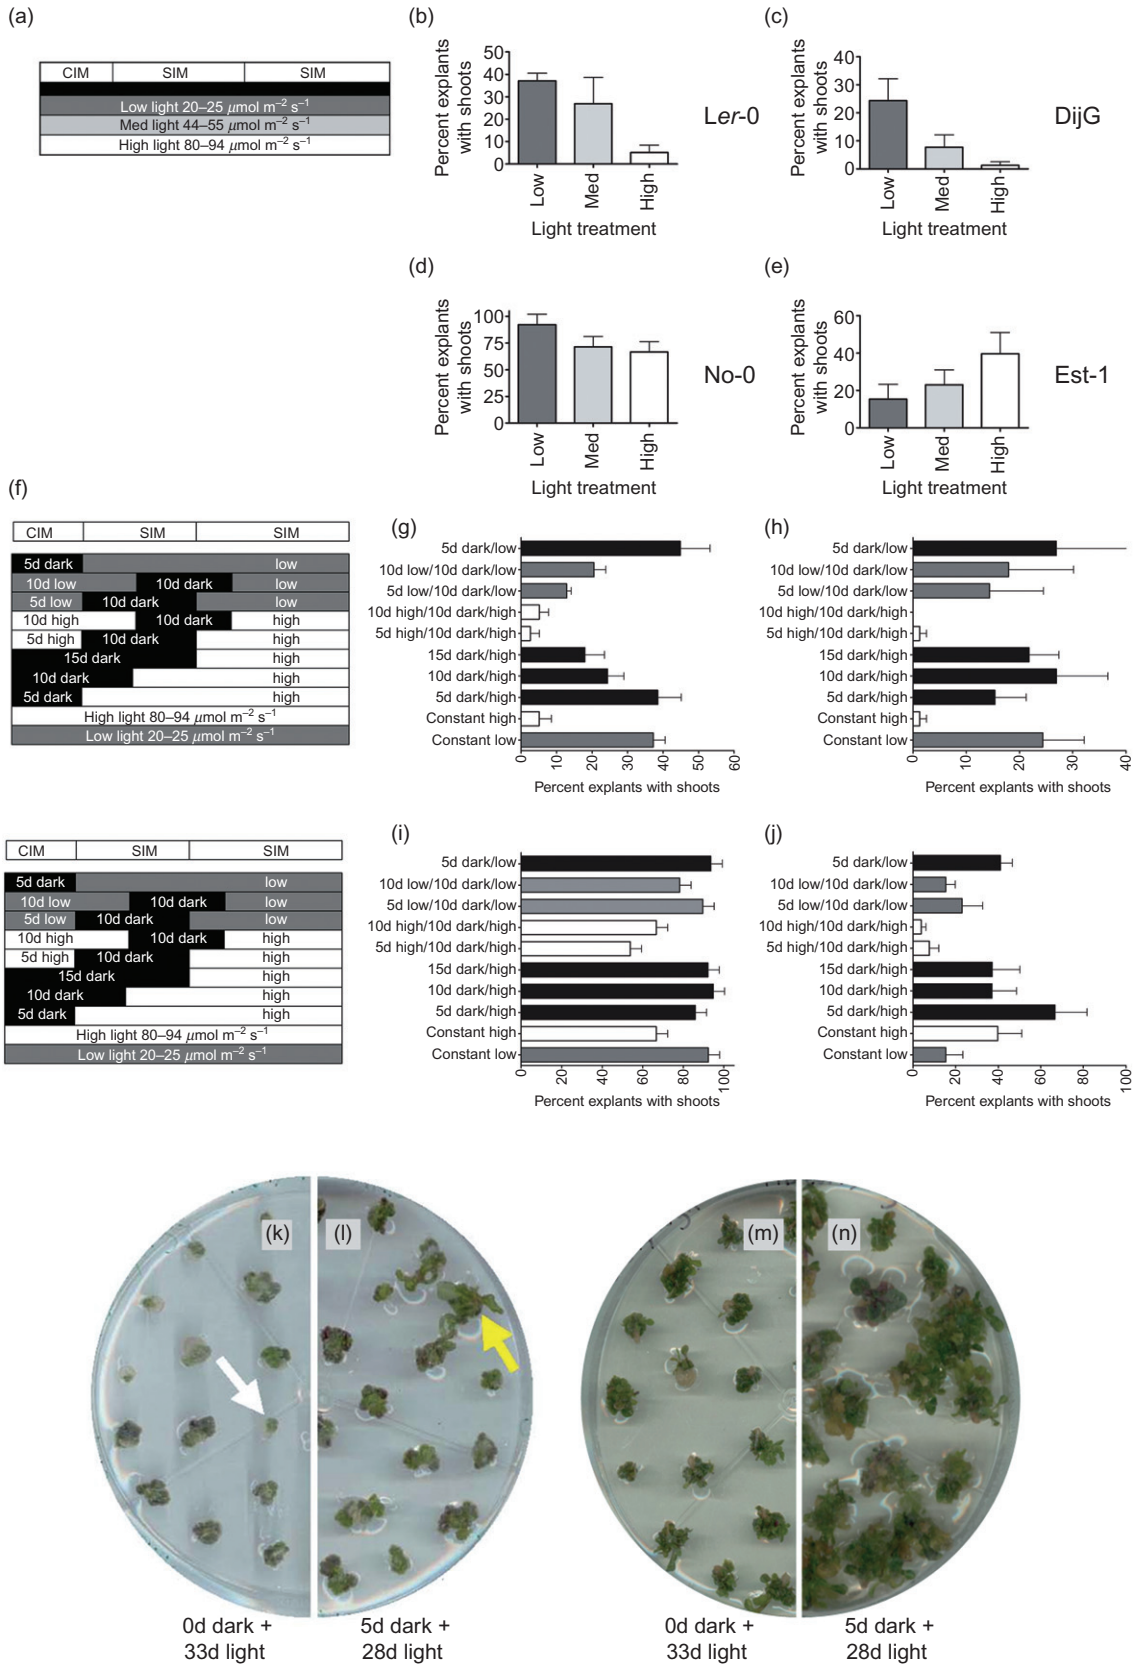 (a)
CIM SIM SIM
Low light 20–25 µmol m–2 s–1
Med light 44–55 µmol m–2 s–1
High light 80–94 µmol m–2 s–1
(b)
Percent explants
with shoots
50
40
30
20
10
0
Low Med High
Light treatment
Ler-0
(c)
Percent explants
with shoots
40
30
20
10
0
Low Med High
Light treatment
DijG
(d)
Percent explants
with shoots
100
75
50
25
0
Low Med High
Light treatment
No-0
(e)
Percent explants
with shoots
60
40
20
0
Low Med High
Light treatment
Est-1
(f)
CIM SIM SIM
5d dark low
10d low 10d dark low
5d low 10d dark low
10d high 10d dark high
5d high 10d dark high
15d dark high
10d dark high
5d dark high
High light 80–94 µmol m–2 s–1
Low light 20–25 µmol m–2 s–1
(g)
5d dark/low
10d low/10d dark/low
5d low/10d dark/low
10d high/10d dark/high
5d high/10d dark/high
15d dark/high
10d dark/high
5d dark/high
Constant high
Constant low
0 10 20 30 40 50 60
Percent explants with shoots
(h)
5d dark/low
10d low/10d dark/low
5d low/10d dark/low
10d high/10d dark/high
5d high/10d dark/high
15d dark/high
10d dark/high
5d dark/high
Constant high
Constant low
0 10 20 30 40
Percent explants with shoots
CIM SIM SIM
5d dark low
10d low 10d dark low
5d low 10d dark low
10d high 10d dark high
5d high 10d dark high
15d dark high
10d dark high
5d dark high
High light 80–94 µmol m–2 s–1
Low light 20–25 µmol m–2 s–1
(i)
5d dark/low
10d low/10d dark/low
5d low/10d dark/low
10d high/10d dark/high
5d high/10d dark/high
15d dark/high
10d dark/high
5d dark/high
Constant high
Constant low
0 20 40 60 80 100
Percent explants with shoots
(j)
5d dark/low
10d low/10d dark/low
5d low/10d dark/low
10d high/10d dark/high
5d high/10d dark/high
15d dark/high
10d dark/high
5d dark/high
Constant high
Constant low
0 20 40 60 80 100
Percent explants with shoots
(k) (l) (m) (n)
0d dark +
33d light
5d dark +
28d light
0d dark +
33d light
5d dark +
28d light